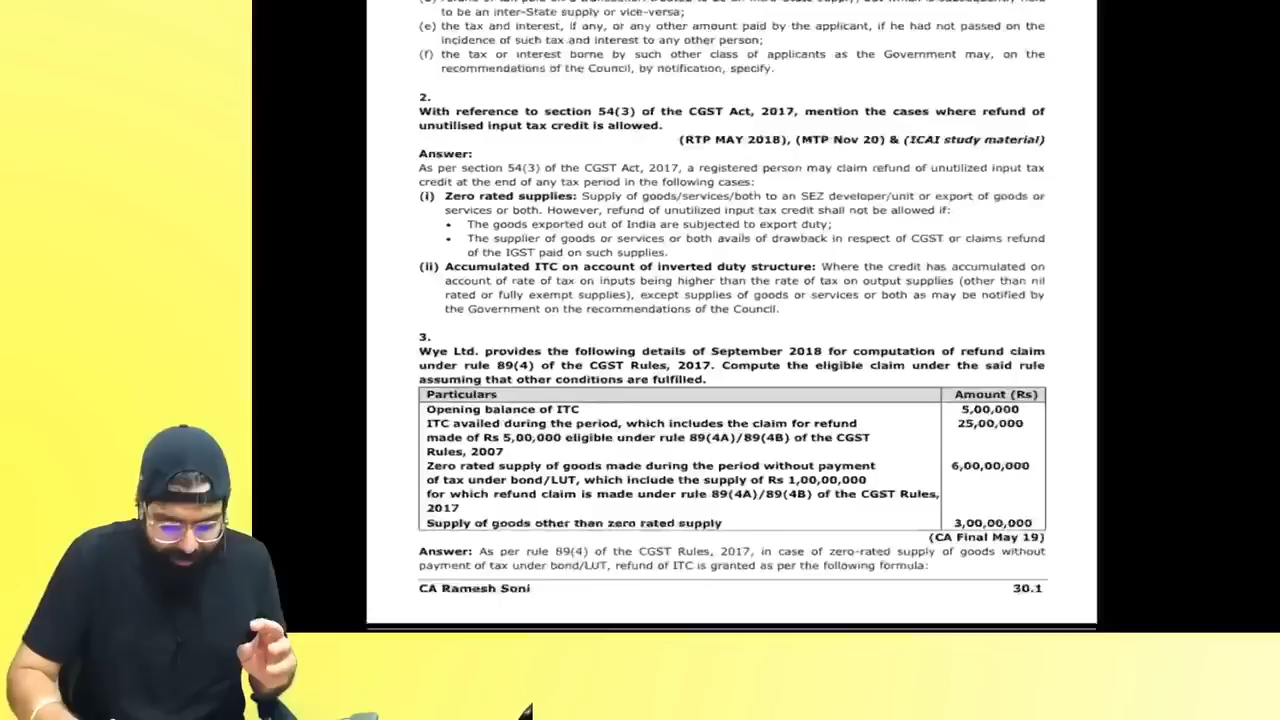 to be an inter-State supply or vice-versa;
(e) the tax and interest, if any, or any other amount paid by the applicant, if he had not passed on the
incidence of such tax and interest to any other person;
(f) the tax or interest borne by such other class of applicants as the Government may, on the
recommendations of the Council, by notification, specify.
2.
With reference to section 54(3) of the CGST Act, 2017, mention the cases where refund of
unutilised input tax credit is allowed.
(RTP MAY 2018), (MTP Nov 20) & (ICAI study material)
Answer:
As per section 54(3) of the CGST Act, 2017, a registered person may claim refund of unutilized input tax
credit at the end of any tax period in the following cases:
(i) Zero rated supplies: Supply of goods/services/both to an SEZ developer/unit or export of goods or
services or both. However, refund of unutilized input tax credit shall not be allowed if:
• The goods exported out of India are subjected to export duty;
• The supplier of goods or services or both avails of drawback in respect of CGST or claims refund
of the IGST paid on such supplies.
(ii) Accumulated ITC on account of inverted duty structure: Where the credit has accumulated on
account of rate of tax on inputs being higher than the rate of tax on output supplies (other than nil
rated or fully exempt supplies), except supplies of goods or services or both as may be notified by
the Government on the recommendations of the Council.
3.
Wye Ltd. provides the following details of September 2018 for computation of refund claim
under rule 89(4) of the CGST Rules, 2017. Compute the eligible claim under the said rule
assuming that other conditions are fulfilled.
Particulars Amount (Rs)
Opening balance of ITC 5,00,000
ITC availed during the period, which includes the claim for refund 25,00,000
made of Rs 5,00,000 eligible under rule 89(4A)/89(4B) of the CGST
Rules, 2007
Zero rated supply of goods made during the period without payment 6,00,00,000
of tax under bond/LUT, which include the supply of Rs 1,00,00,000
for which refund claim is made under rule 89(4A)/89(4B) of the CGST Rules,
2017
Supply of goods other than zero rated supply 3,00,00,000
(CA Final May 19)
Answer: As per rule 89(4) of the CGST Rules, 2017, in case of zero-rated supply of goods without
payment of tax under bond/LUT, refund of ITC is granted as per the following formula:
CA Ramesh Soni 30.1